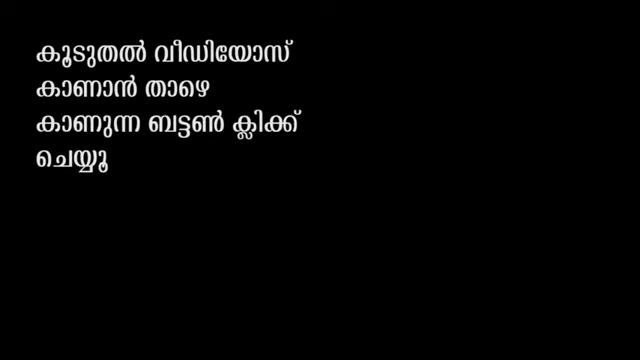 കൂടുതൽ വീഡിയോസ്
കാണാൻ താഴെ
കാണുന്ന ബട്ടൺ ക്ലിക്ക്
ചെയ്യൂ